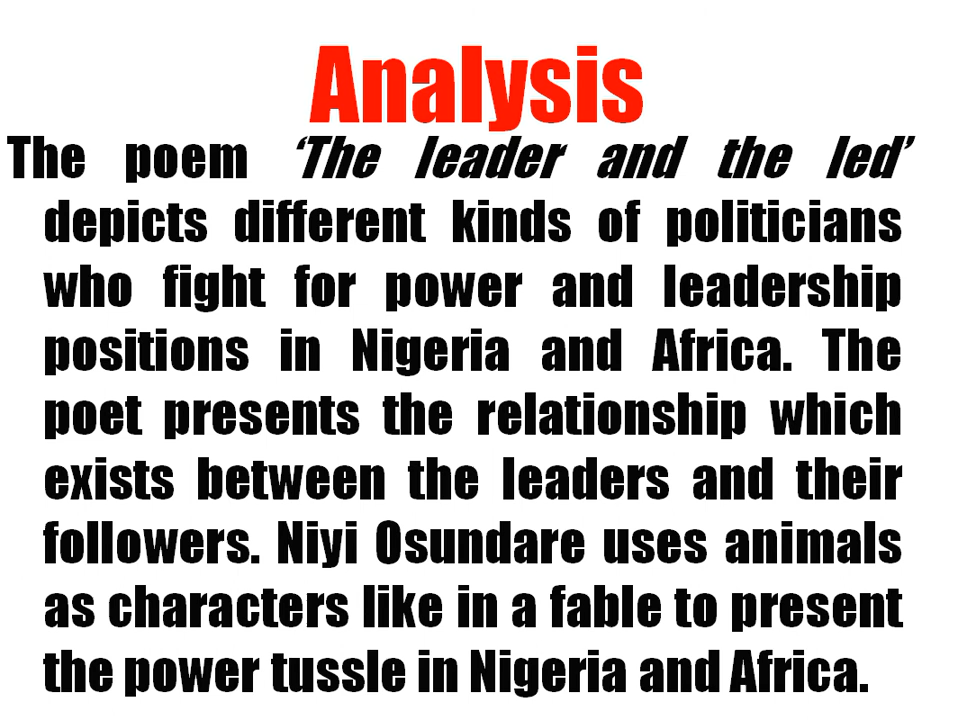 Analysis
The poem ‘The leader and the led’
depicts different kinds of politicians
who fight for power and leadership
positions in Nigeria and Africa. The
poet presents the relationship which
exists between the leaders and their
followers. Niyi Osundare uses animals
as characters like in a fable to present
the power tussle in Nigeria and Africa.